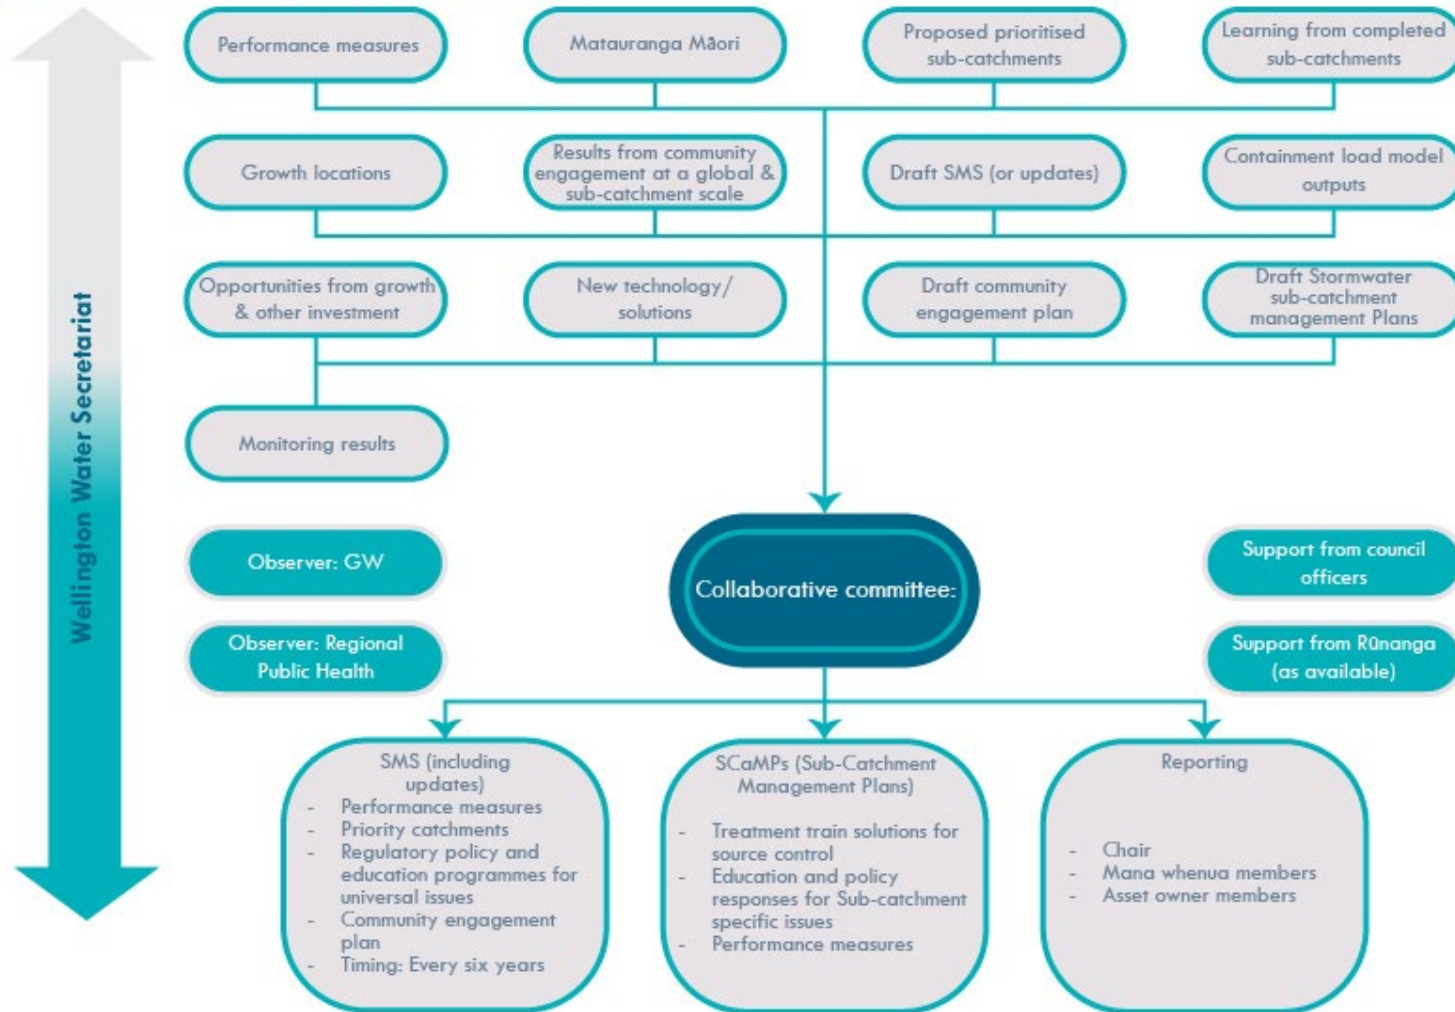 Wellington Water Secretariat
Performance measures
Matauranga Māori
Proposed prioritised
sub-catchments
Learning from completed
sub-catchments
Growth locations
Results from community
engagement at a global &
sub-catchment scale
Draft SMS (or updates)
Containment load model
outputs
Opportunities from growth
& other investment
New technology/
solutions
Draft community
engagement plan
Draft Stormwater
sub-catchment
management Plans
Monitoring results
Observer: GW
Observer: Regional
Public Health
Collaborative committee:
Support from council
officers
Support from Rūnanga
(as available)
SMS (including
updates)
- Performance measures
- Priority catchments
- Regulatory policy and
education programmes for
universal issues
- Community engagement
plan
- Timing: Every six years
SCaMPs (Sub-Catchment
Management Plans)
- Treatment train solutions for
source control
- Education and policy
responses for Sub-catchment
specific issues
- Performance measures
Reporting
- Chair
- Mana whenua members
- Asset owner members